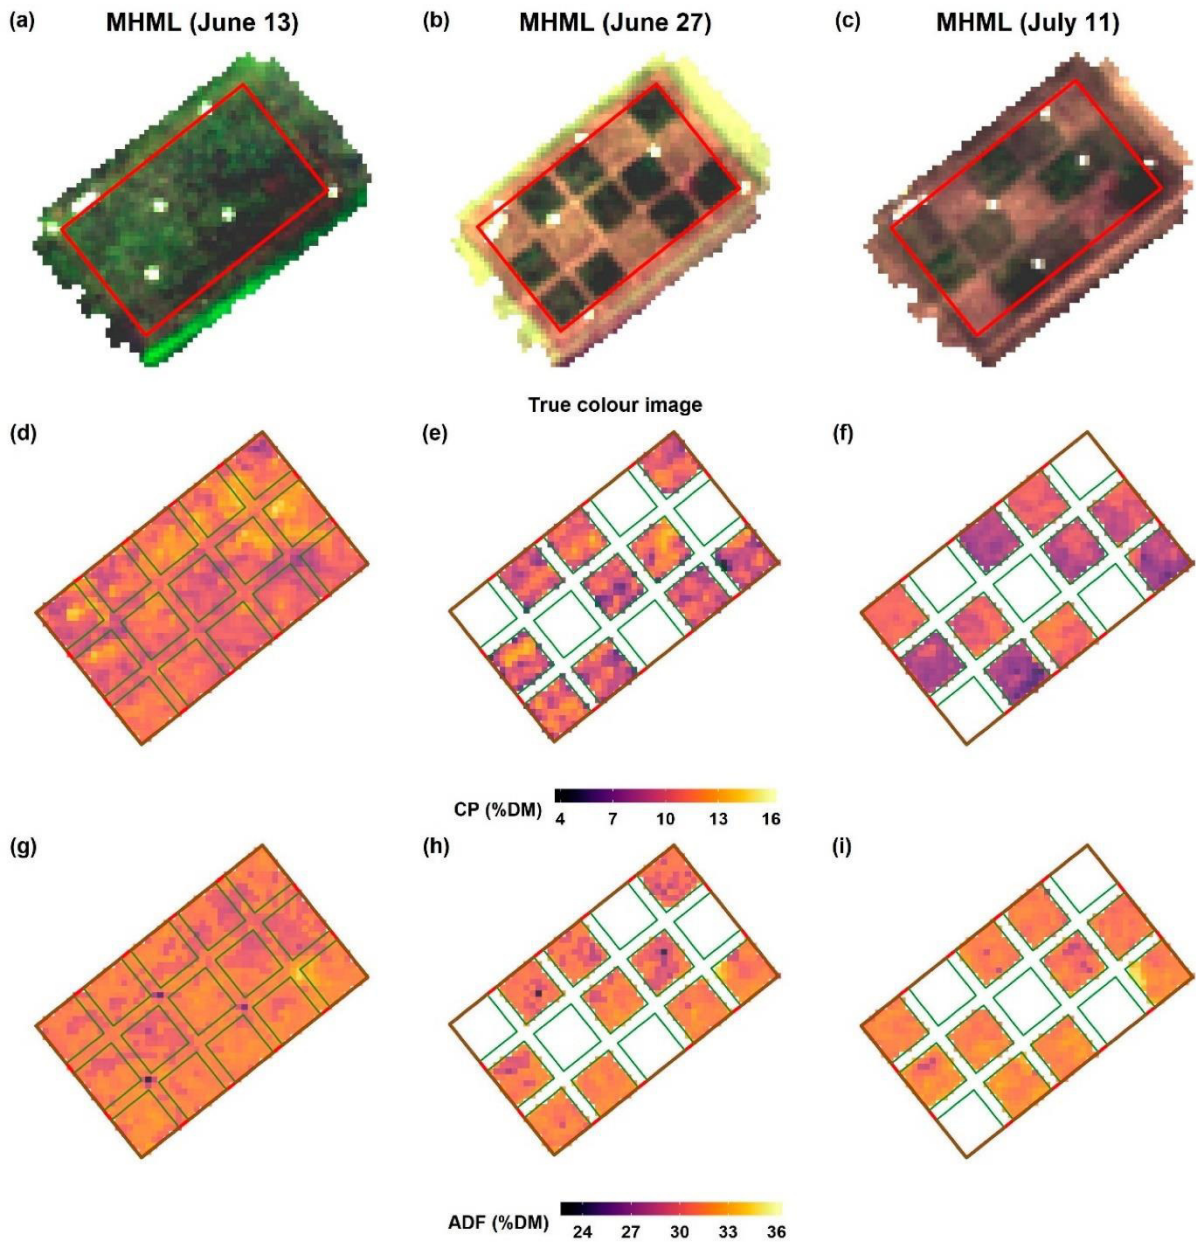 (a) MHML (June 13) (b) MHML (June 27) (c) MHML (July 11)
True colour image
(d) (e) (f)
CP (%DM)
4 7 10 13 16
(g) (h) (i)
ADF (%DM)
24 27 30 33 36